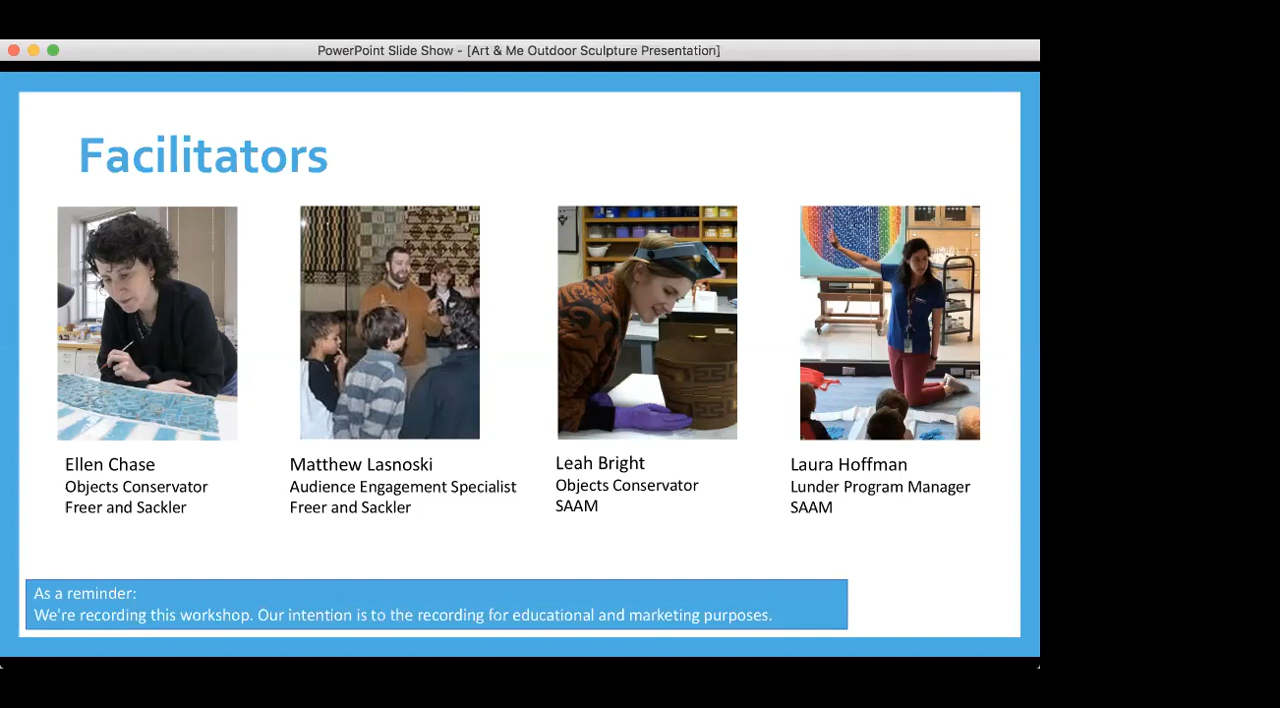 PowerPoint Slide Show - [Art & Me Outdoor Sculpture Presentation]
Facilitators
Ellen Chase
Objects Conservator
Freer and Sackler
Matthew Lasnoski
Audience Engagement Specialist
Freer and Sackler
Leah Bright
Objects Conservator
SAAM
Laura Hoffman
Lunder Program Manager
SAAM
As a reminder:
We're recording this workshop. Our intention is to the recording for educational and marketing purposes.